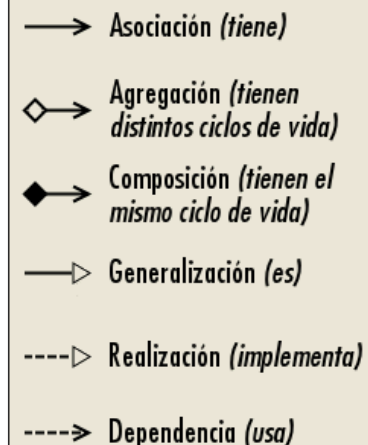 Asociación (tiene)
Agregación (tienen
distintos ciclos de vida)
Composición (tienen el
mismo ciclo de vida)
Generalización (es)
Realización (implementa)
Dependencia (usa)